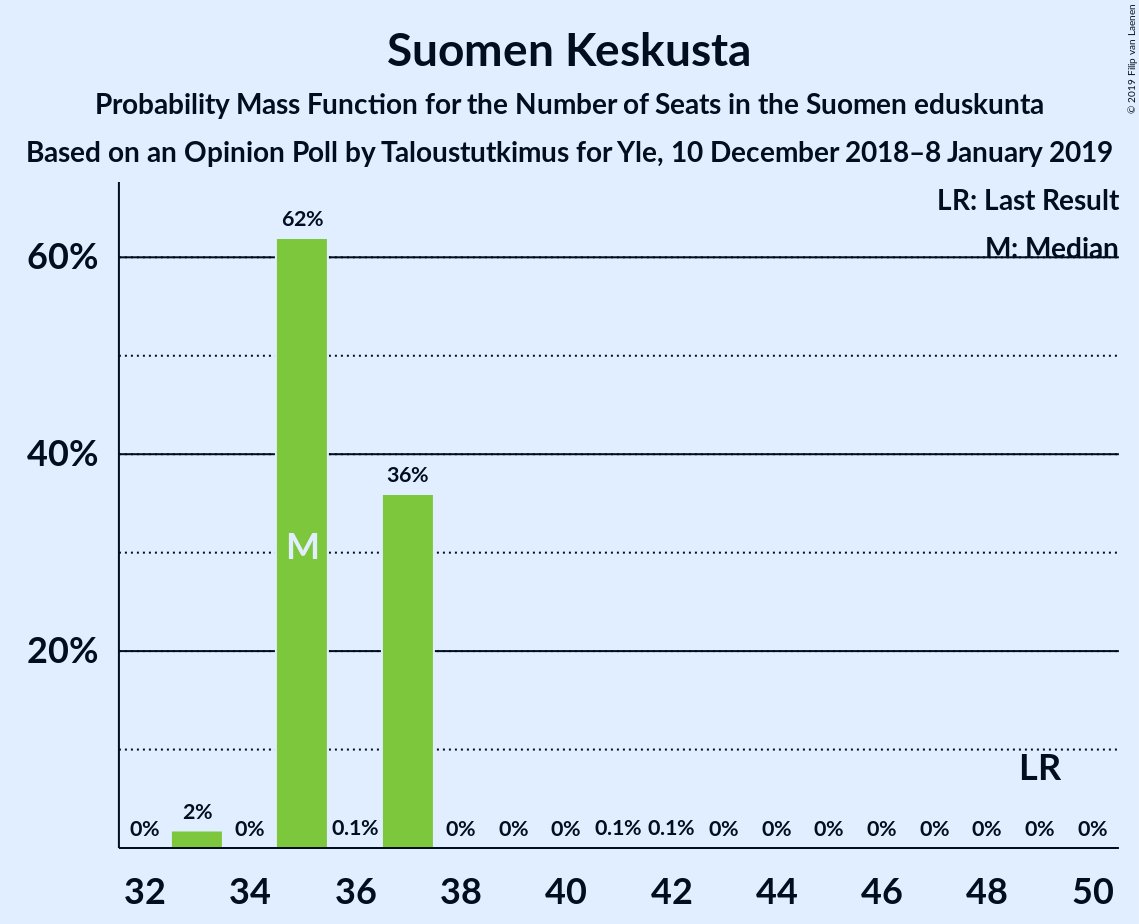 Suomen Keskusta
Probability Mass Function for the Number of Seats in the Suomen eduskunta
Based on an Opinion Poll by Taloustutkimus for Yle, 10 December 2018–8 January 2019
© 2019 Filip van Laenen
LR: Last Result
M: Median
60%
40%
20%
0% 2% 0% 62% 0.1% 36% 0% 0% 0% 0.1% 0.1% 0% 0% 0% 0% 0% 0% 0% 0%
M
LR
32 34 36 38 40 42 44 46 48 50